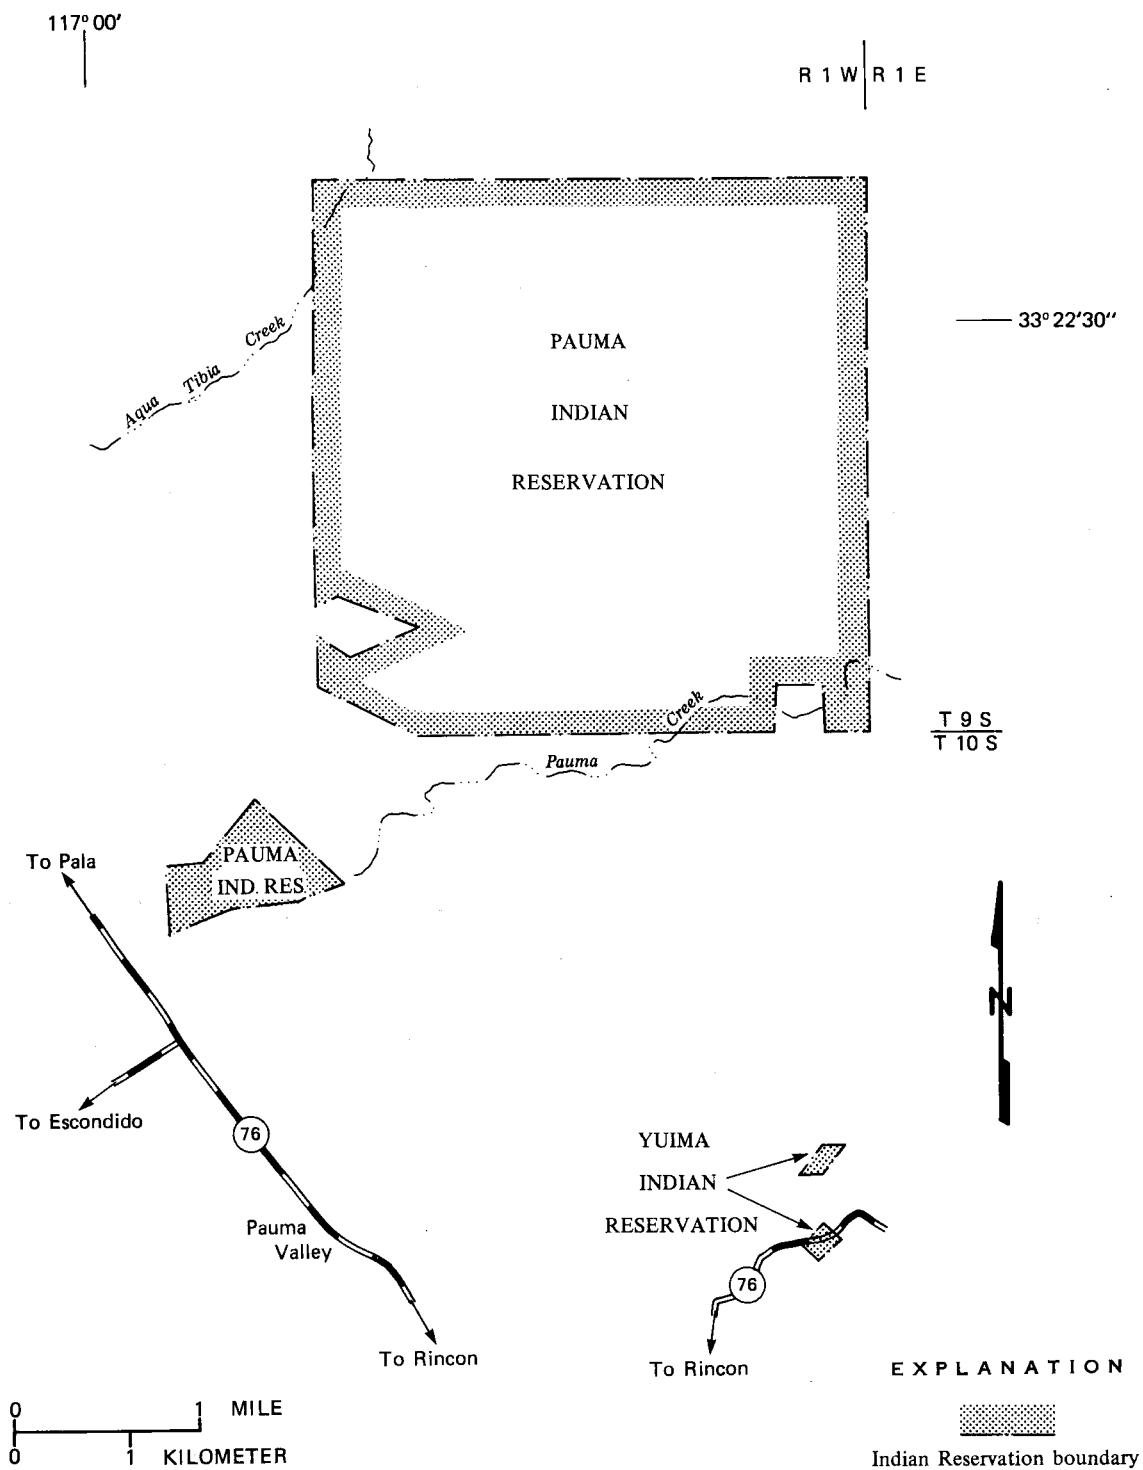 117° 00'
R 1 W R 1 E
33° 22'30"
Aqua Tibia Creek
PAUMA
INDIAN
RESERVATION
Creek
Pauma
T 9 S
T 10 S
PAUMA
IND. RES
To Pala
N
To Escondido
76
Pauma
Valley
To Rincon
YUIMA
INDIAN
RESERVATION
76
To Rincon
EXPLANATION
Indian Reservation boundary
0 1 MILE
0 1 KILOMETER